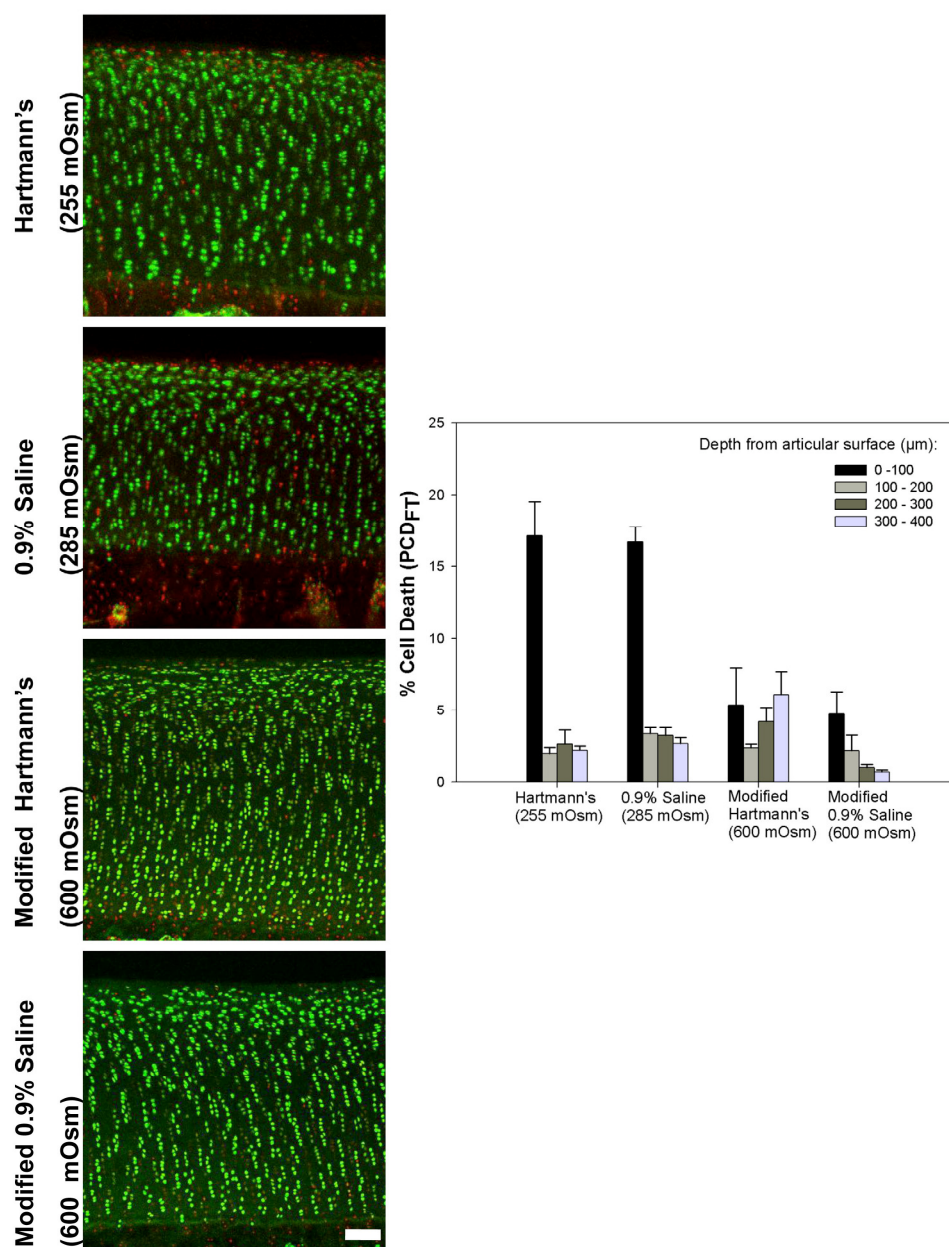 Hartmann's
(255 mOsm)
0.9% Saline
(285 mOsm)
Modified Hartmann's
(600 mOsm)
Modified 0.9% Saline
(600 mOsm)
% Cell Death (PCDFT)
25
20
15
10
5
0
Depth from articular surface (µm):
0 -100
100 - 200
200 - 300
300 - 400
Hartmann's
(255 mOsm)
0.9% Saline
(285 mOsm)
Modified
Hartmann's
(600 mOsm)
Modified
0.9% Saline
(600 mOsm)